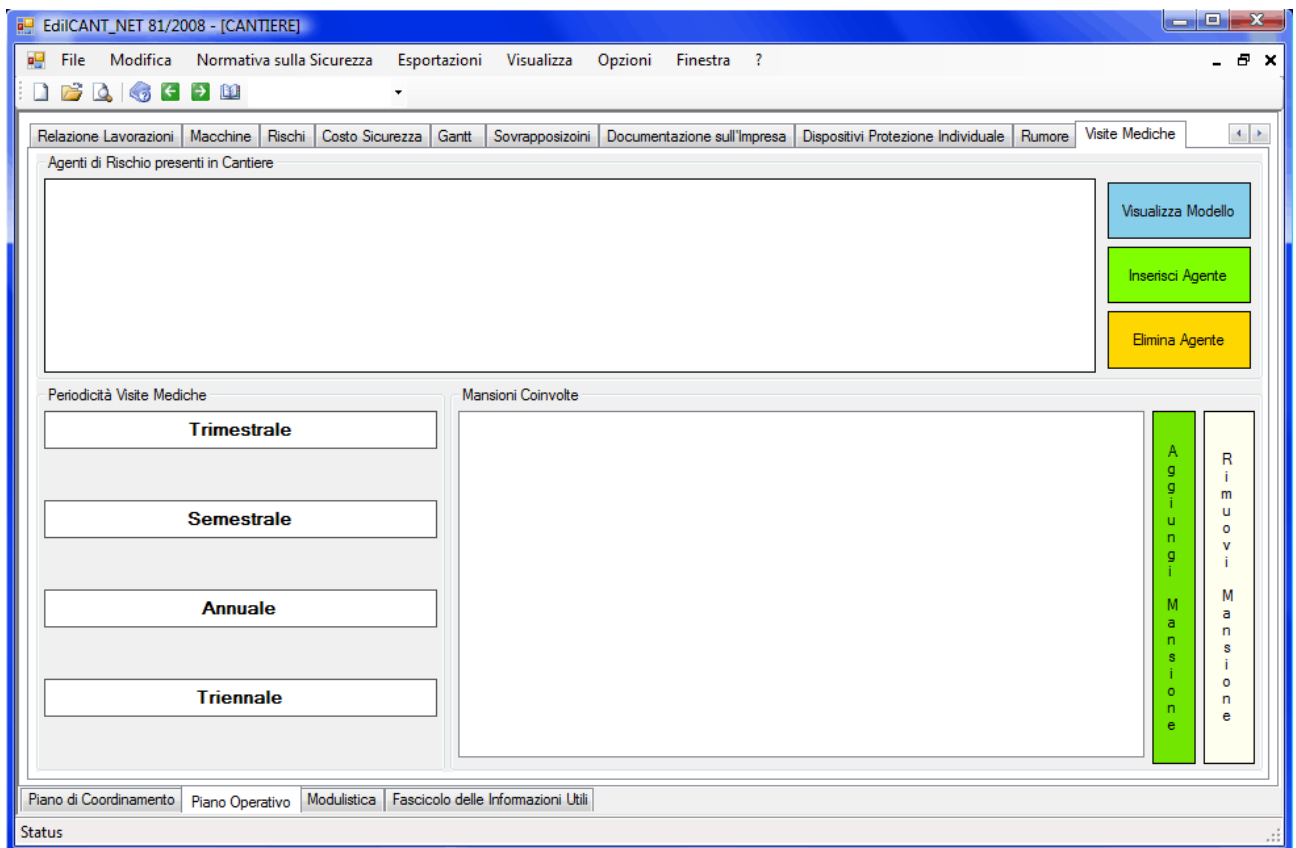 EdilCANT_NET 81/2008 - [CANTIERE]
File Modifica Normativa sulla Sicurezza Esportazioni Visualizza Opzioni Finestra ?
Relazione Lavorazioni Macchine Rischi Costo Sicurezza Gantt Sovrapposizoini Documentazione sull'Impresa Dispositivi Protezione Individuale Rumore Visite Mediche
Agenti di Rischio presenti in Cantiere
Visualizza Modello
Inserisci Agente
Elimina Agente
Periodicità Visite Mediche
Trimestrale
Semestrale
Annuale
Triennale
Mansioni Coinvolte
Aggiungi Mansione
Rimuovi Mansione
Piano di Coordinamento Piano Operativo Modulistica Fascicolo delle Informazioni Utili
Status